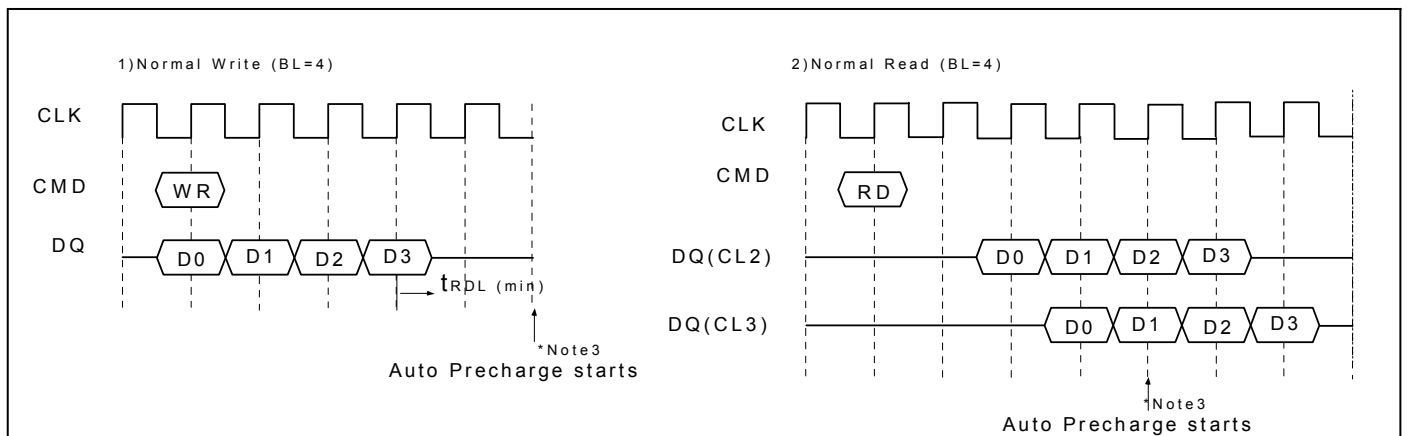 1)Normal Write (BL=4)
CLK
CMD
WR
DQ
D0 D1 D2 D3
tRDL (min)
*Note3
Auto Precharge starts
2)Normal Read (BL=4)
CLK
CMD
RD
DQ(CL2)
D0 D1 D2 D3
DQ(CL3)
D0 D1 D2 D3
*Note3
Auto Precharge starts